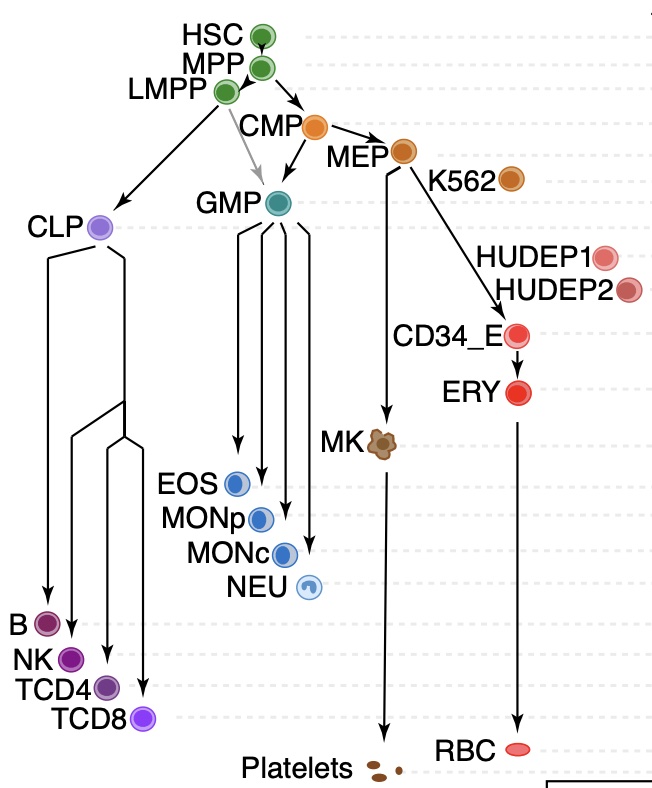 HSC
MPP
LMPP
CMP
MEP
K562
GMP
CLP
HUDEP1
HUDEP2
CD34_E
ERY
MK
EOS
MONp
MONc
NEU
B
NK
TCD4
TCD8
RBC
Platelets